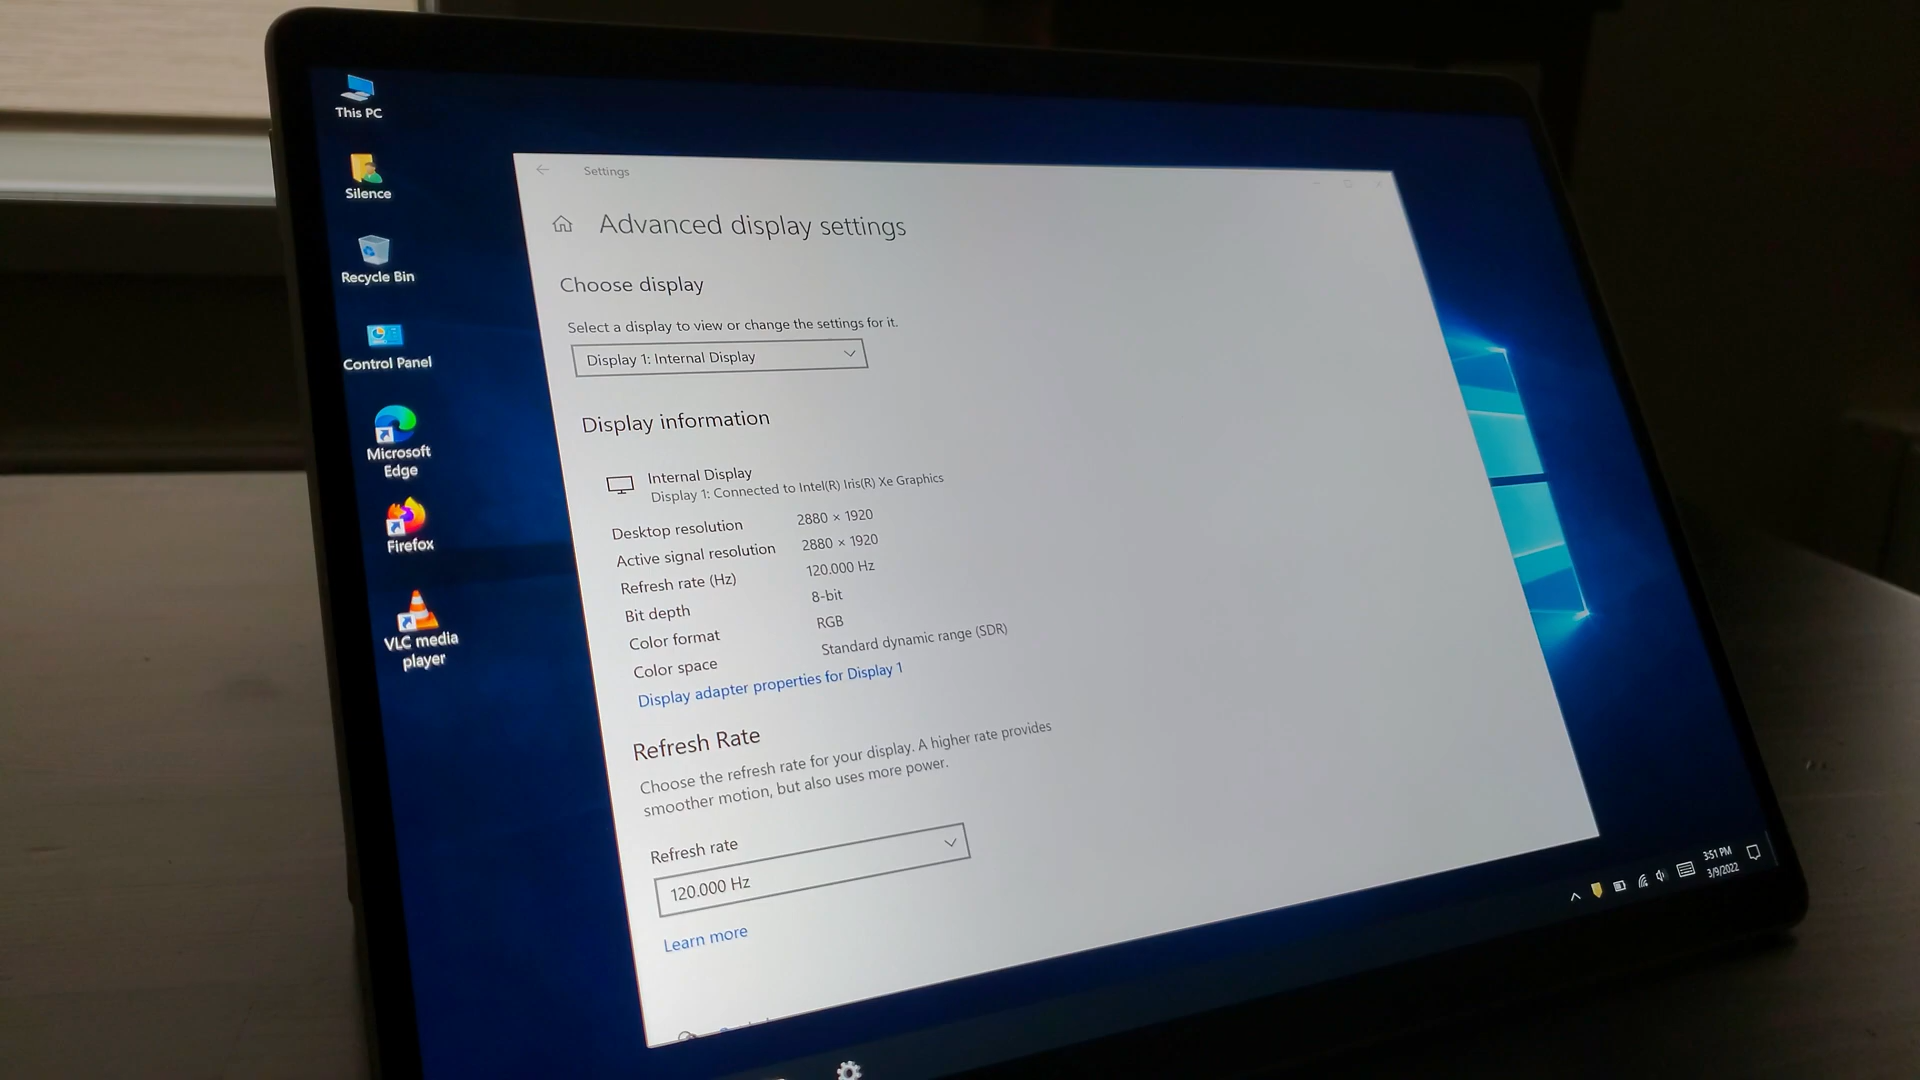 This PC
Silence
Recycle Bin
Control Panel
Microsoft
Edge
Firefox
VLC media
player
Settings
Advanced display settings
Choose display
Select a display to view or change the settings for it.
Display 1: Internal Display
Display information
Internal Display
Display 1: Connected to Intel(R) Iris(R) Xe Graphics
Desktop resolution 2880 × 1920
Active signal resolution 2880 × 1920
Refresh rate (Hz) 120.000 Hz
Bit depth 8-bit
Color format RGB
Color space Standard dynamic range (SDR)
Display adapter properties for Display 1
Refresh Rate
Choose the refresh rate for your display. A higher rate provides
smoother motion, but also uses more power.
Refresh rate
120.000 Hz
Learn more
3:51 PM
3/9/2022